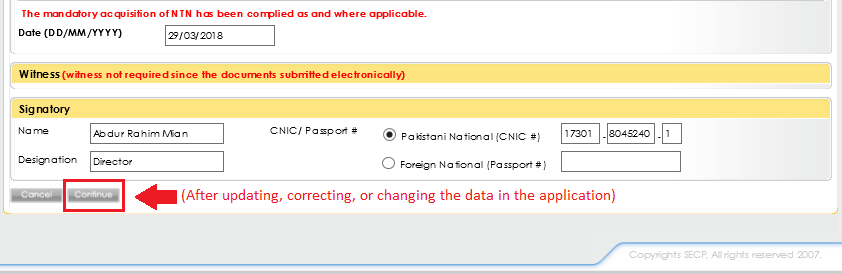 The mandatory acquisition of NTN has been complied as and where applicable.
Date (DD/MM/YYYY) 29/03/2018
Witness (witness not required since the documents submitted electronically)
Signatory
Name Abdur Rahim Mian CNIC/ Passport # Pakistani National (CNIC #) 17301 - 8045240 - 1
Designation Director Foreign National (Passport #)
Cancel Continue (After updating, correcting, or changing the data in the application)
Copyrights SECP. All rights reserved 2007.